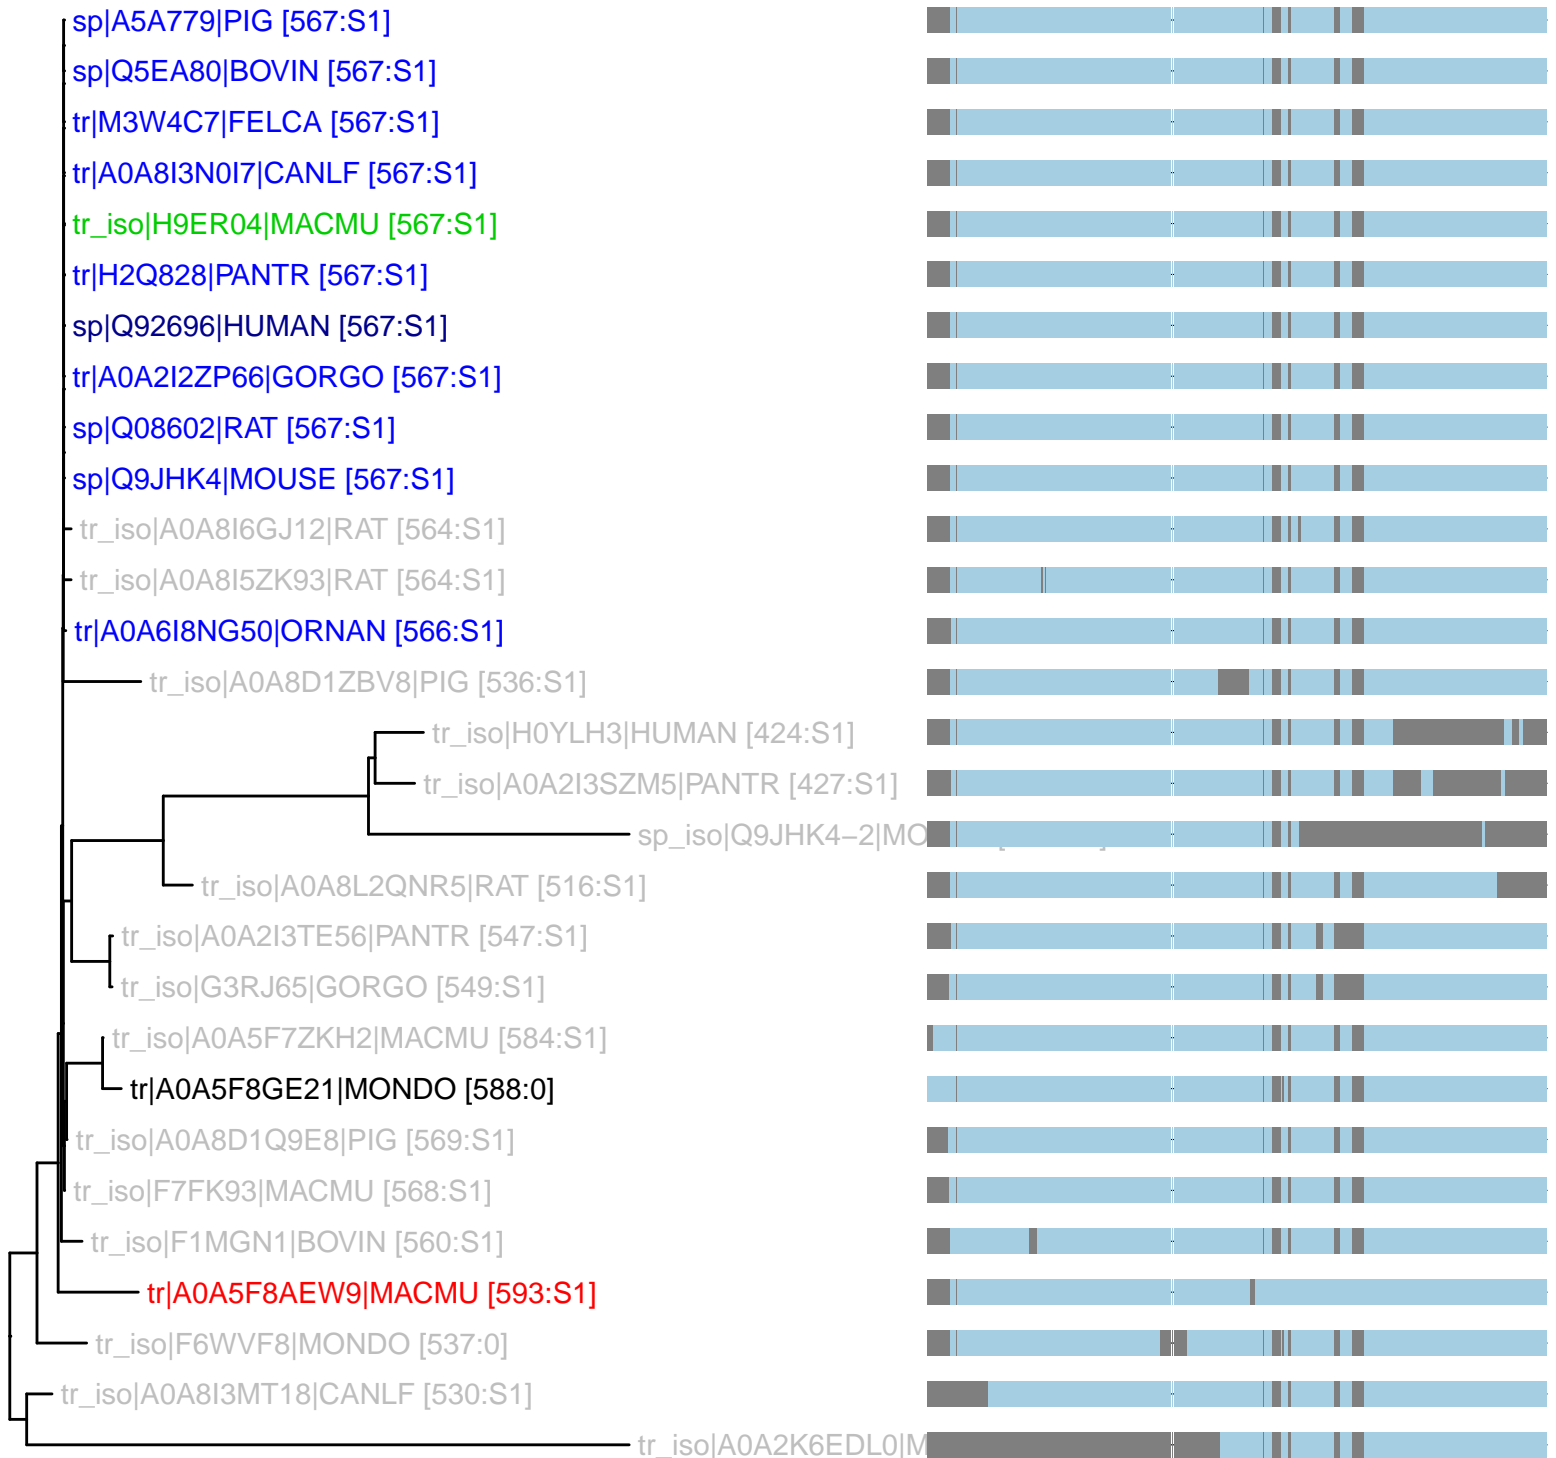 sp|A5A779|PIG [567:S1]
sp|Q5EA80|BOVIN [567:S1]
tr|M3W4C7|FELCA [567:S1]
tr|A0A8I3N0I7|CANLF [567:S1]
tr_iso|H9ER04|MACMU [567:S1]
tr|H2Q828|PANTR [567:S1]
sp|Q92696|HUMAN [567:S1]
tr|A0A2I2ZP66|GORGO [567:S1]
sp|Q08602|RAT [567:S1]
sp|Q9JHK4|MOUSE [567:S1]
tr_iso|A0A8I6GJ12|RAT [564:S1]
tr_iso|A0A8I5ZK93|RAT [564:S1]
tr|A0A6I8NG50|ORNAN [566:S1]
tr_iso|A0A8D1ZBV8|PIG [536:S1]
tr_iso|H0YLH3|HUMAN [424:S1]
tr_iso|A0A2I3SZM5|PANTR [427:S1]
sp_iso|Q9JHK4−2|MO
tr_iso|A0A8L2QNR5|RAT [516:S1]
tr_iso|A0A2I3TE56|PANTR [547:S1]
tr_iso|G3RJ65|GORGO [549:S1]
tr_iso|A0A5F7ZKH2|MACMU [584:S1]
tr|A0A5F8GE21|MONDO [588:0]
tr_iso|A0A8D1Q9E8|PIG [569:S1]
tr_iso|F7FK93|MACMU [568:S1]
tr_iso|F1MGN1|BOVIN [560:S1]
tr|A0A5F8AEW9|MACMU [593:S1]
tr_iso|F6WVF8|MONDO [537:0]
tr_iso|A0A8I3MT18|CANLF [530:S1]
tr_iso|A0A2K6EDL0|M